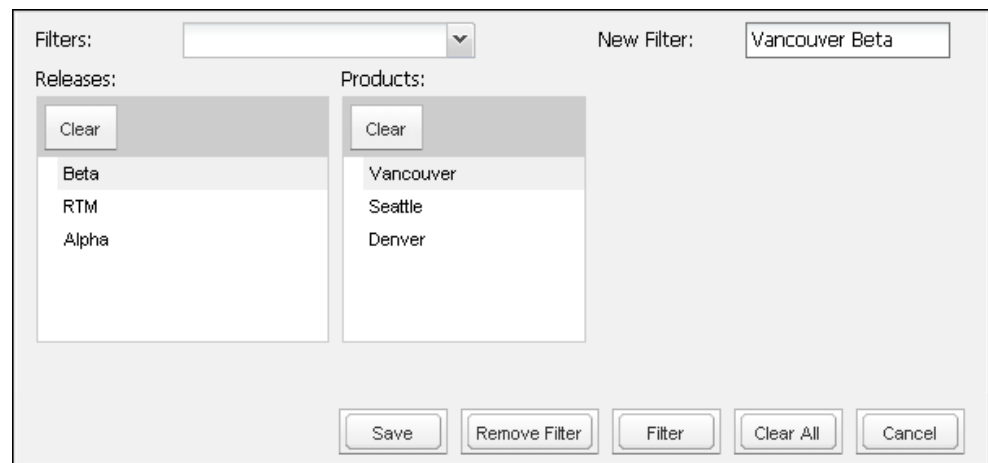 Filters: New Filter: Vancouver Beta
Releases: Products:
Clear Clear
Beta Vancouver
RTM Seattle
Alpha Denver
Save Remove Filter Filter Clear All Cancel